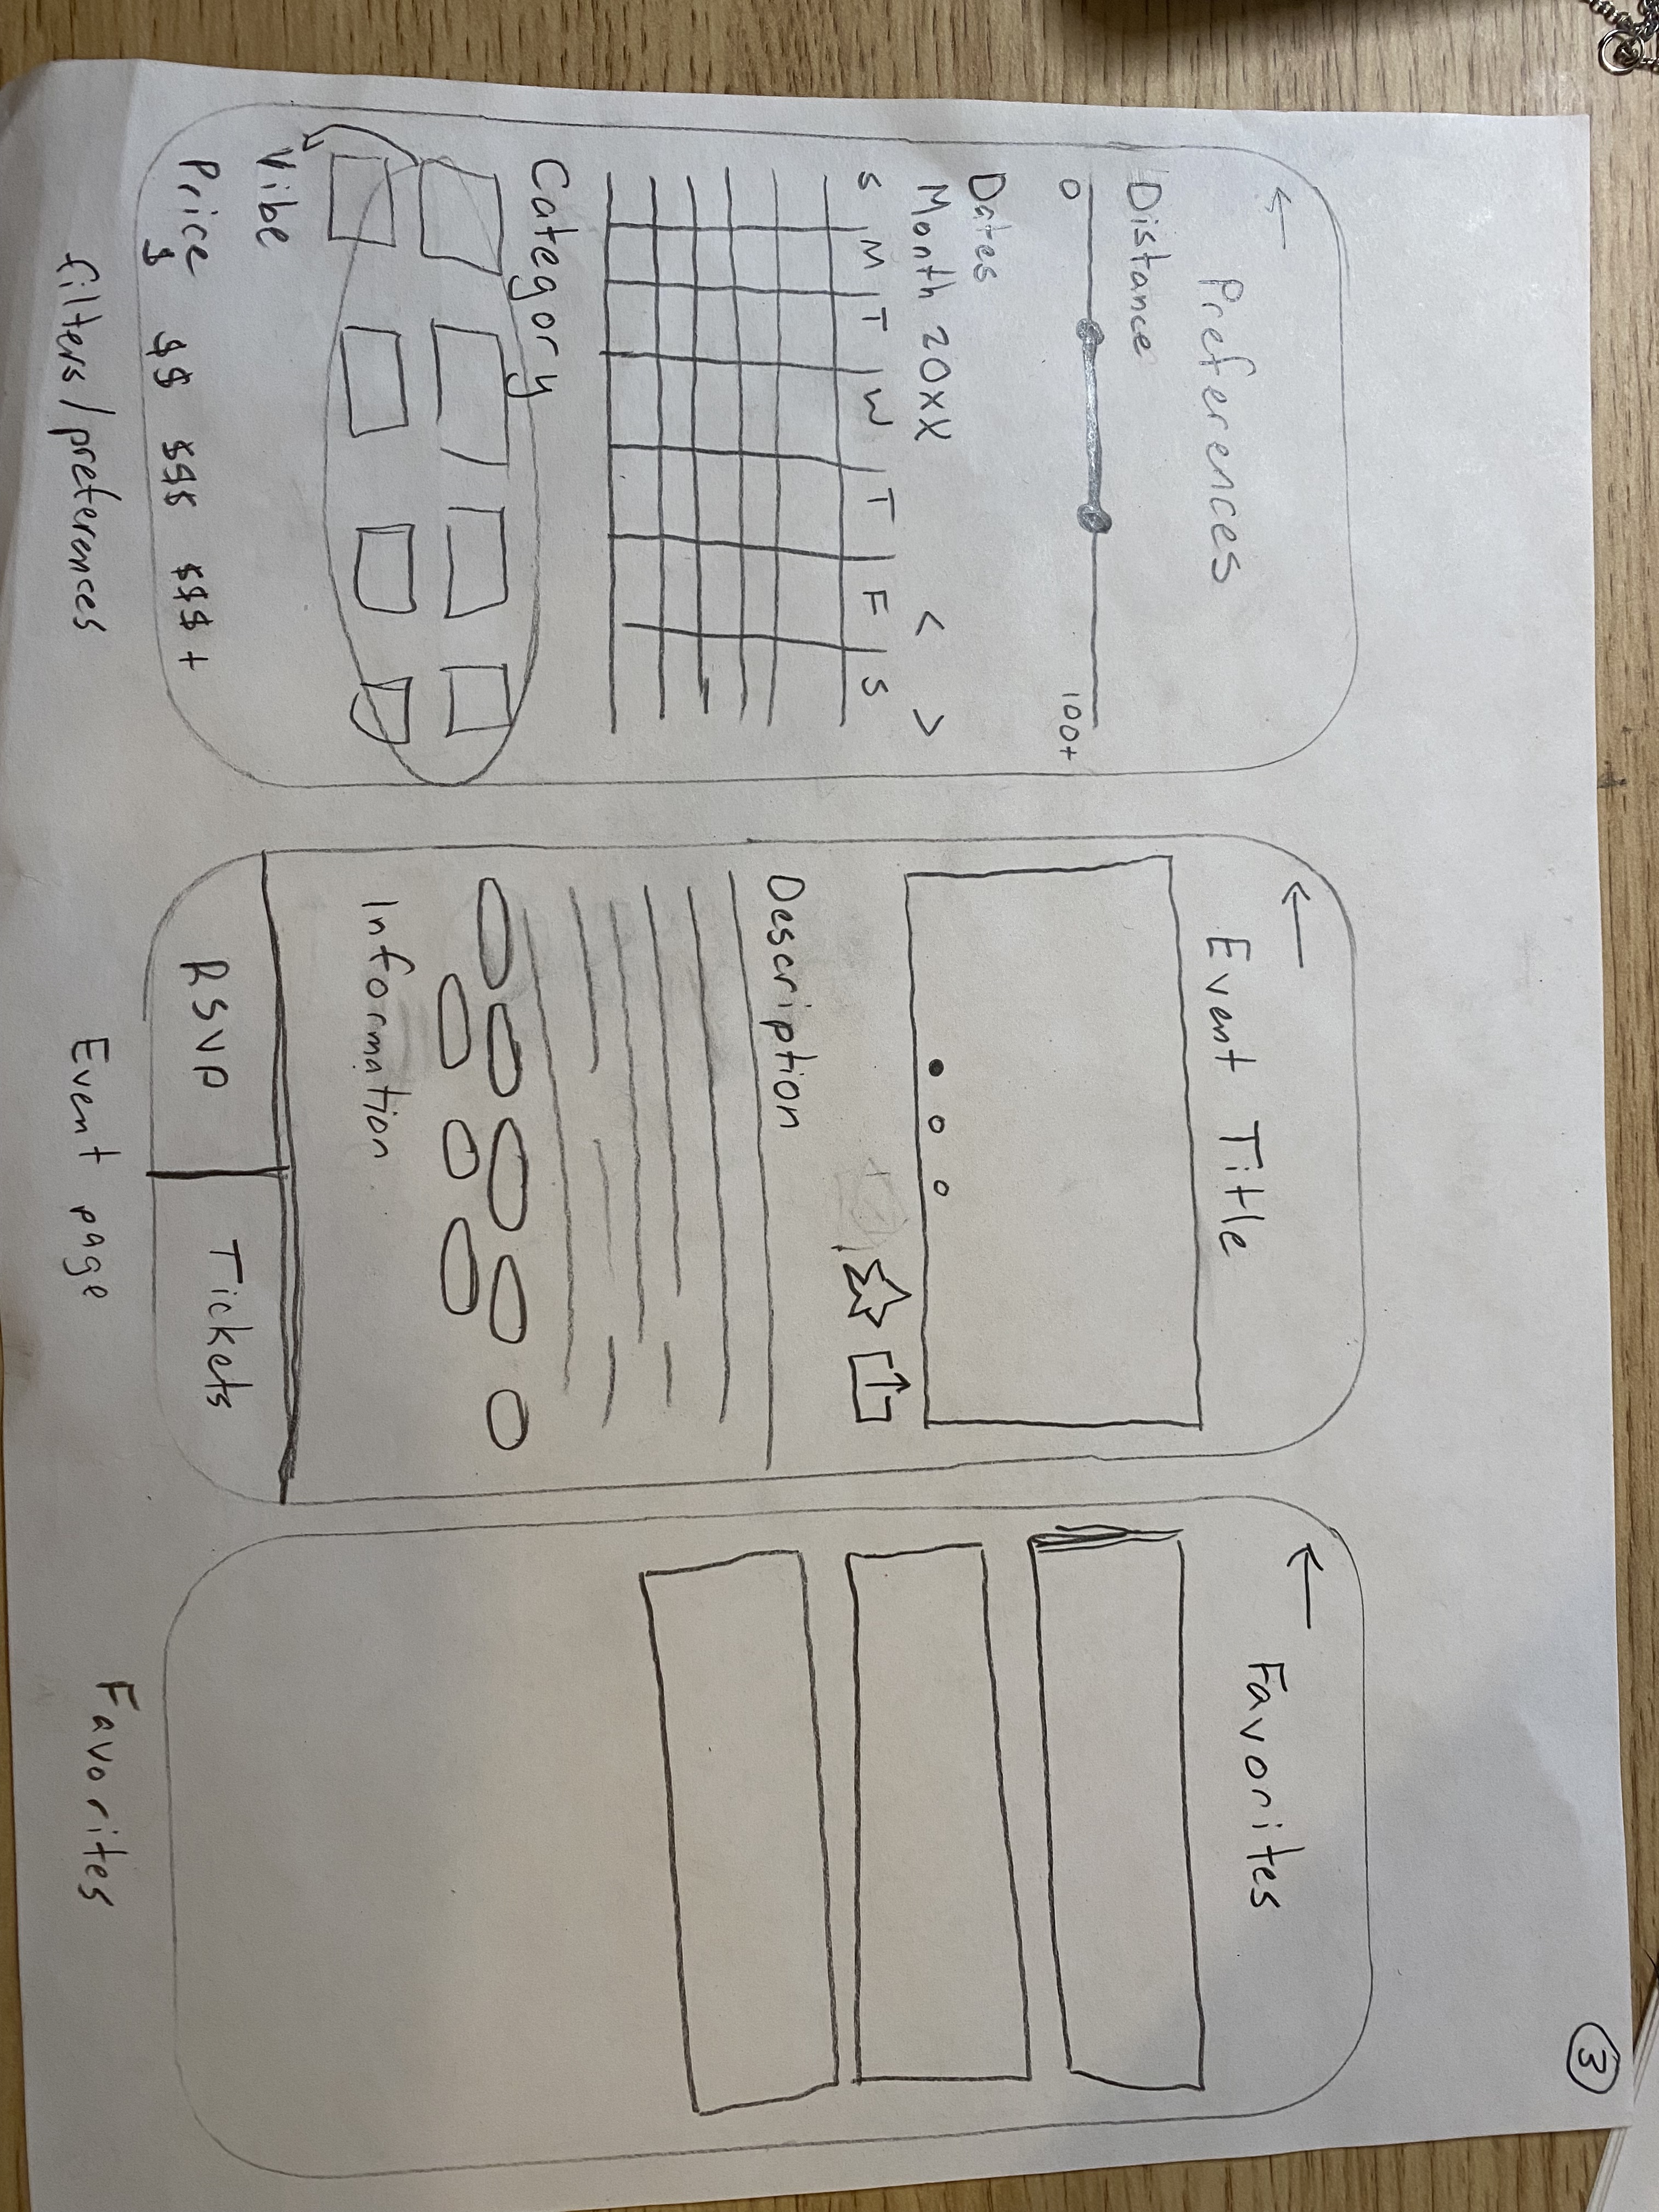 3
←
Preferences
Distance
0 100+
Dates
Month 20XX < >
S M T W T F S
Category
Vibe
Price
$ $$ $$$ $$$+
filters/preferences
←
Event Title
Description
Information
RSVP Tickets
Event page
←
Favorites
Favorites